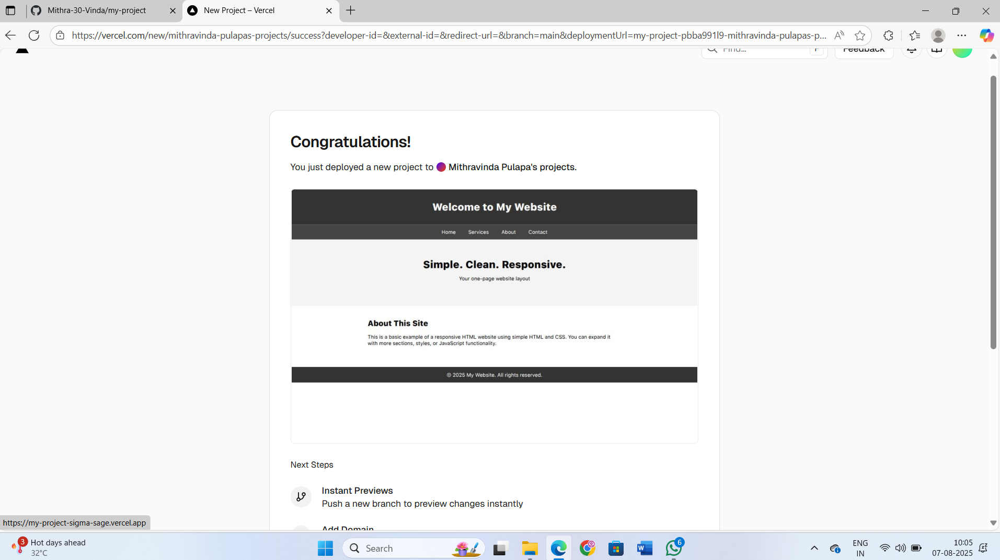 Mithra-30-Vinda/my-project
New Project – Vercel
https://vercel.com/new/mithravinda-pulapas-projects/success?developer-id=&external-id=&redirect-url=&branch=main&deploymentUrl=my-project-pbba991l9-mithravinda-pulapas-p...
Find...
F
Feedback
Congratulations!
You just deployed a new project to Mithravinda Pulapa's projects.
Welcome to My Website
Home Services About Contact
Simple. Clean. Responsive.
Your one-page website layout
About This Site
This is a basic example of a responsive HTML website using simple HTML and CSS. You can expand it
with more sections, styles, or JavaScript functionality.
© 2025 My Website. All rights reserved.
Next Steps
Instant Previews
Push a new branch to preview changes instantly
Add Domain
https://my-project-sigma-sage.vercel.app
3
Hot days ahead
32°C
Search
6
ENG
IN
10:05
07-08-2025